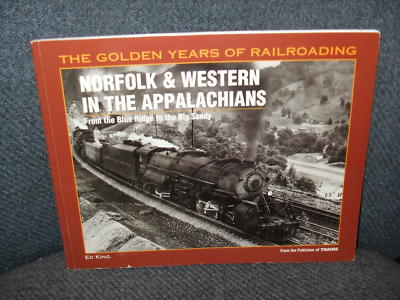 THE GOLDEN YEARS OF RAILROADING
NORFOLK & WESTERN
IN THE APPALACHIANS
From the Blue Ridge to the Big Sandy
ED KING
From the Publisher of TRAINS